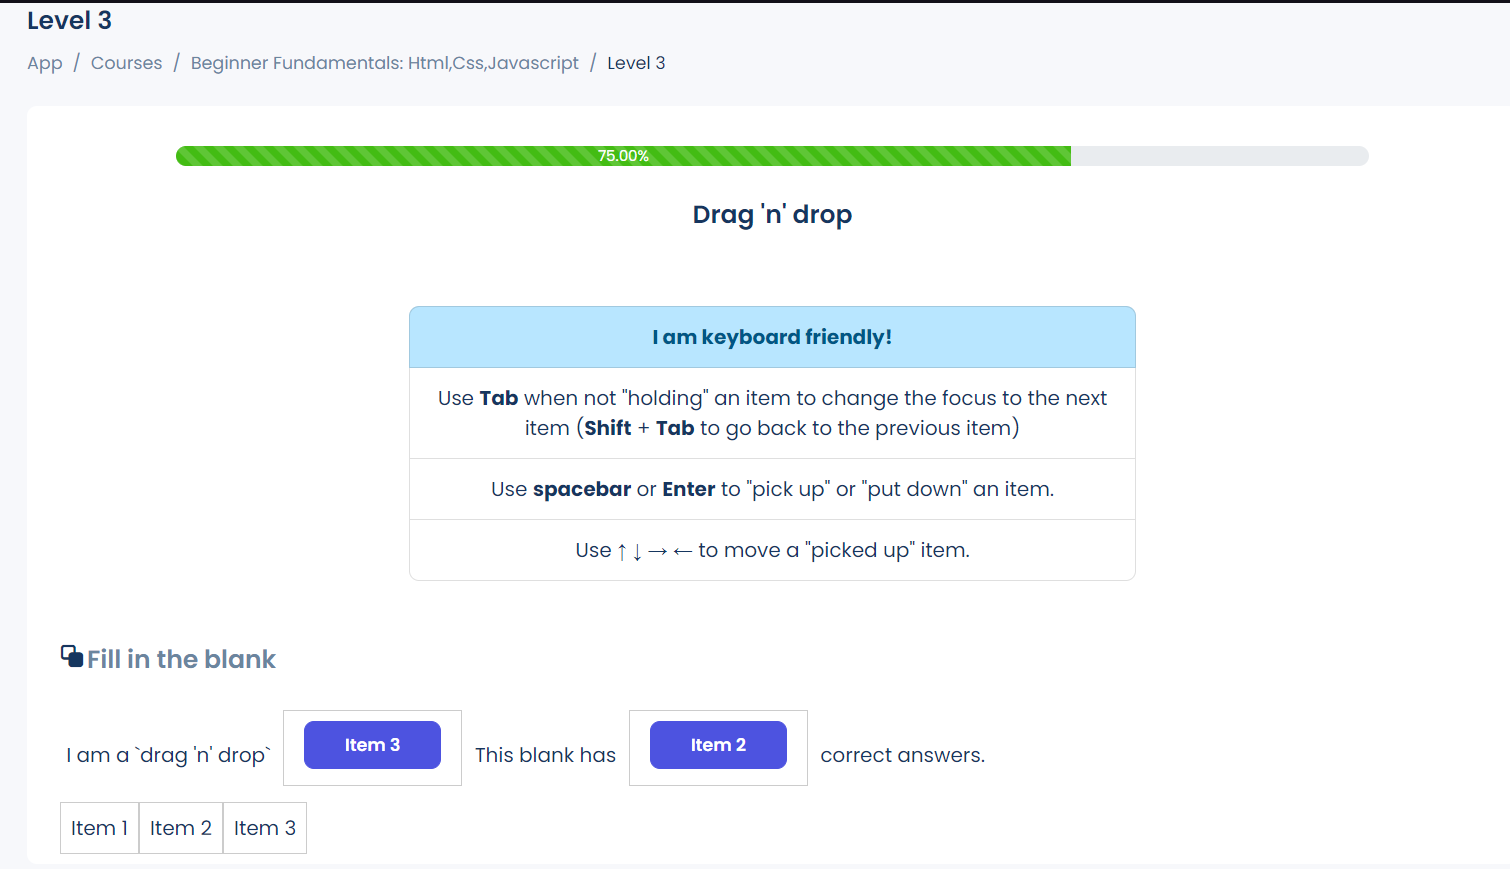 Level 3
App / Courses / Beginner Fundamentals: Html,Css,Javascript / Level 3
75.00%
Drag 'n' drop
I am keyboard friendly!
Use Tab when not "holding" an item to change the focus to the next
item (Shift + Tab to go back to the previous item)
Use spacebar or Enter to "pick up" or "put down" an item.
Use ↑ ↓ → ← to move a "picked up" item.
Fill in the blank
I am a `drag 'n' drop` Item 3 This blank has Item 2 correct answers.
Item 1 Item 2 Item 3